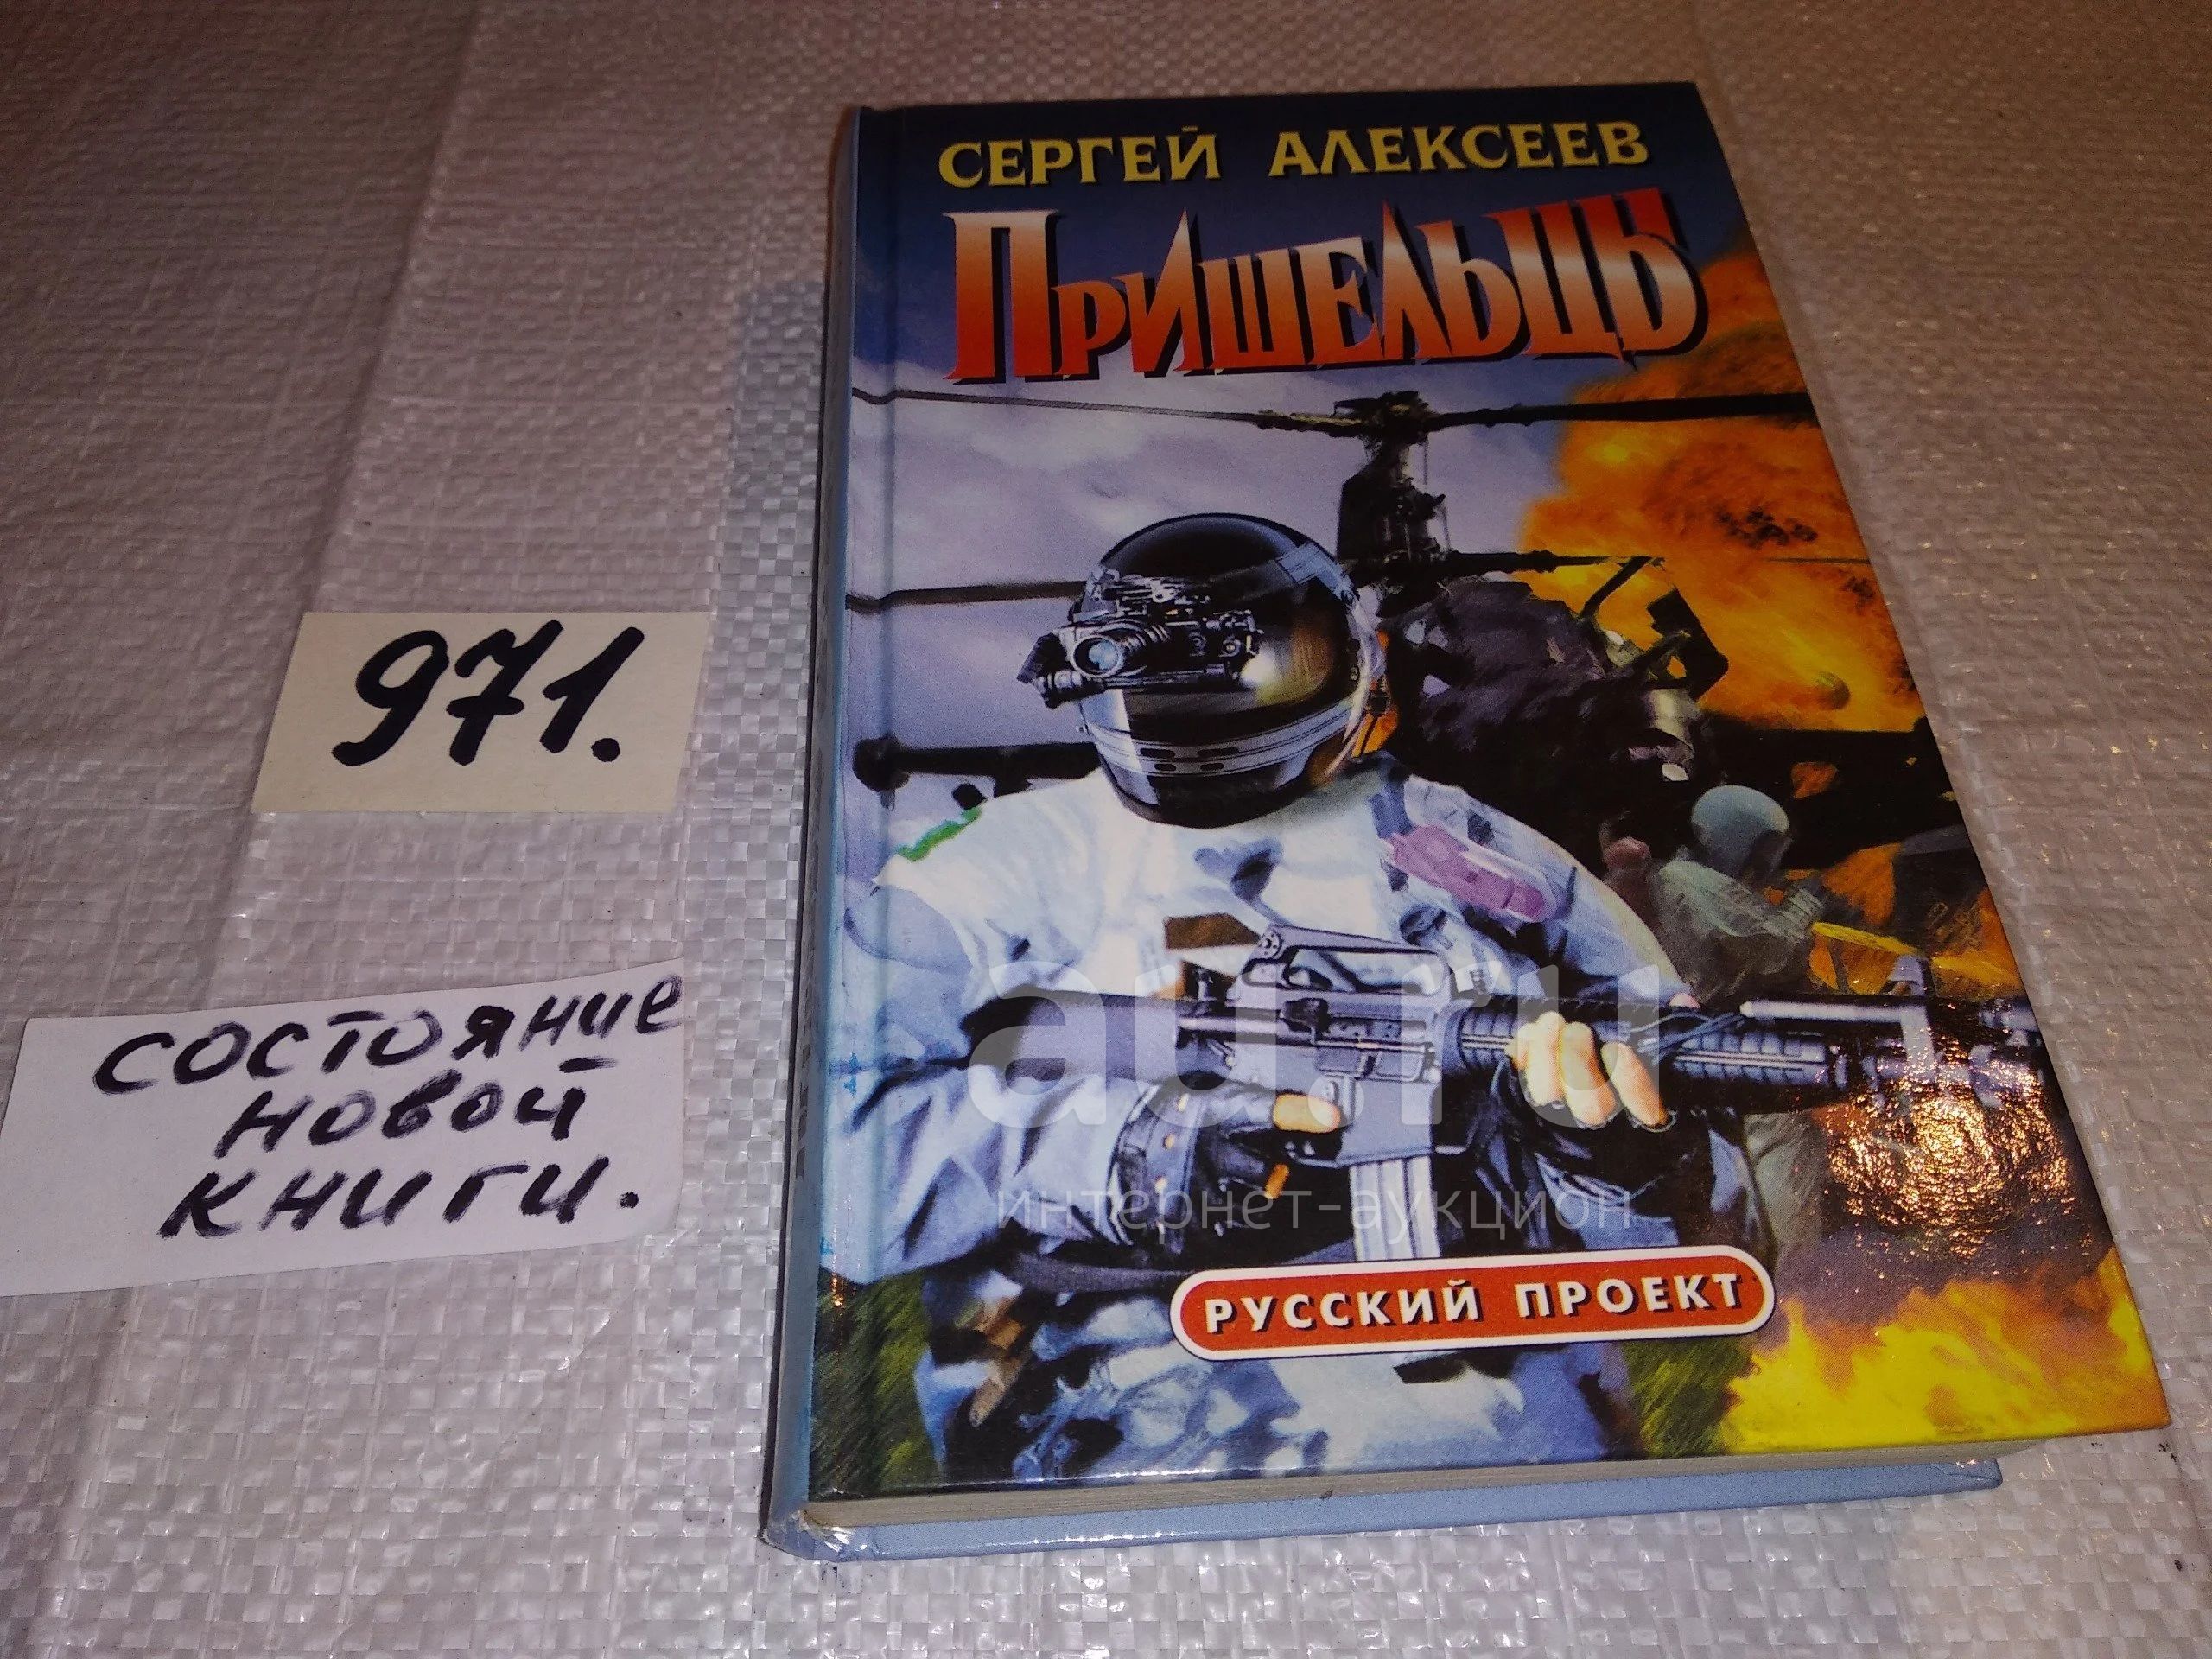 СЕРГЕЙ АЛЕКСЕЕВ
ПРИШЕЛЬЦЫ
971.
состояние
новой
книги.
au.ru
интернет-аукцион
РУССКИЙ ПРОЕКТ